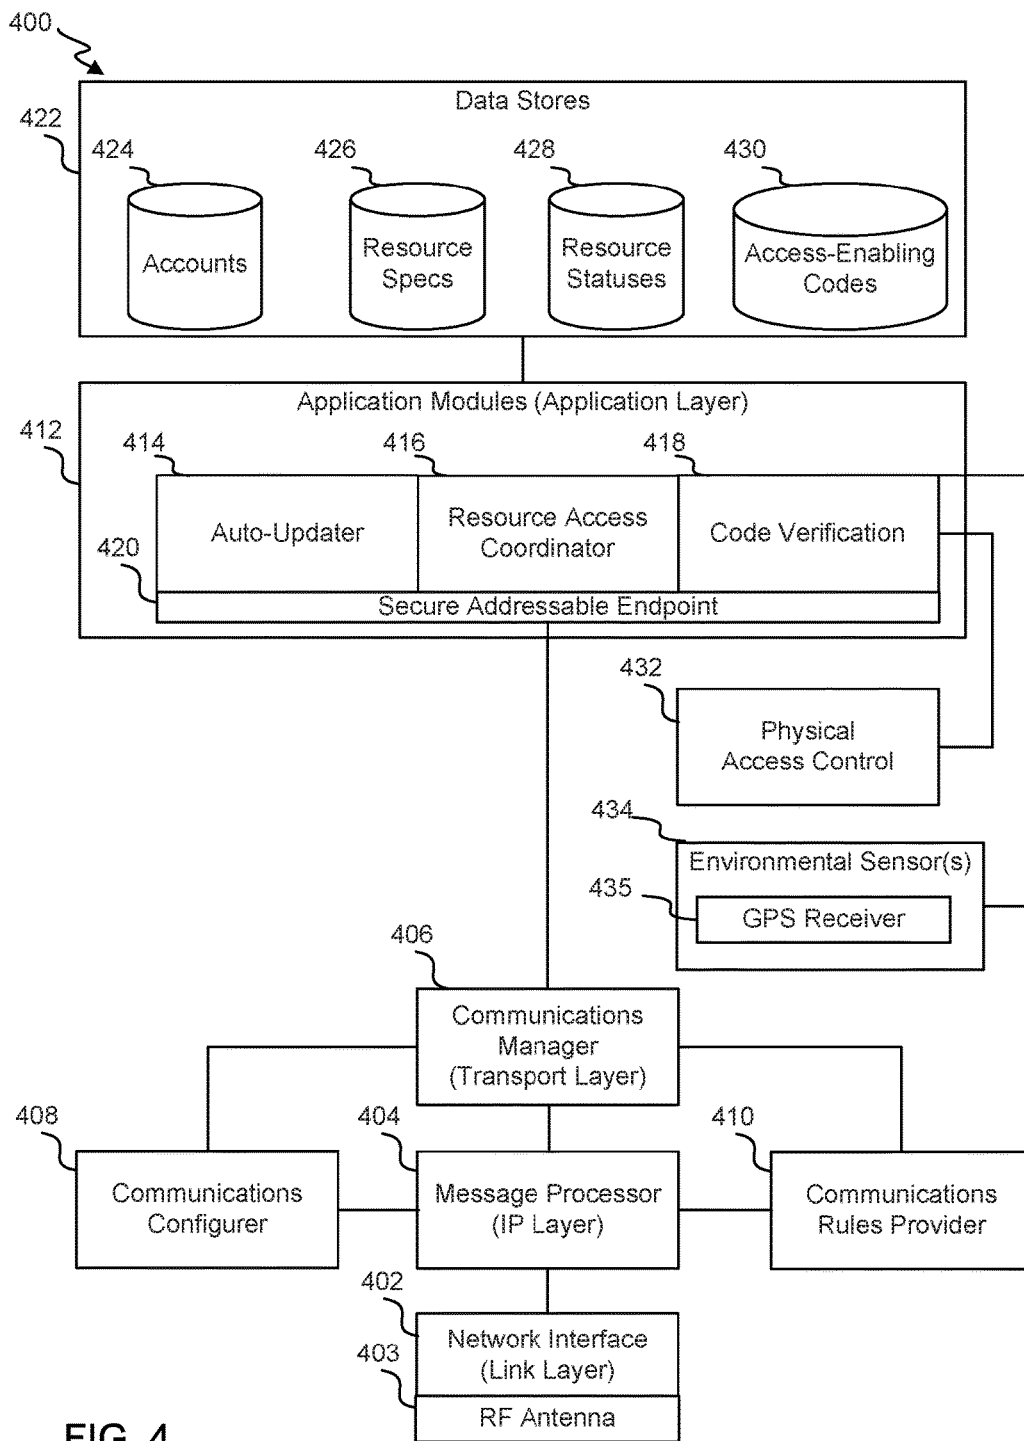 400
Data Stores
422
424
426
428
430
Accounts
Resource
Specs
Resource
Statuses
Access-Enabling
Codes
Application Modules (Application Layer)
412
414
416
418
Auto-Updater
Resource Access
Coordinator
Code Verification
420
Secure Addressable Endpoint
432
Physical
Access Control
434
Environmental Sensor(s)
435
GPS Receiver
406
Communications
Manager
(Transport Layer)
408
404
410
Communications
Configurer
Message Processor
(IP Layer)
Communications
Rules Provider
402
Network Interface
(Link Layer)
403
RF Antenna
FIG. 4